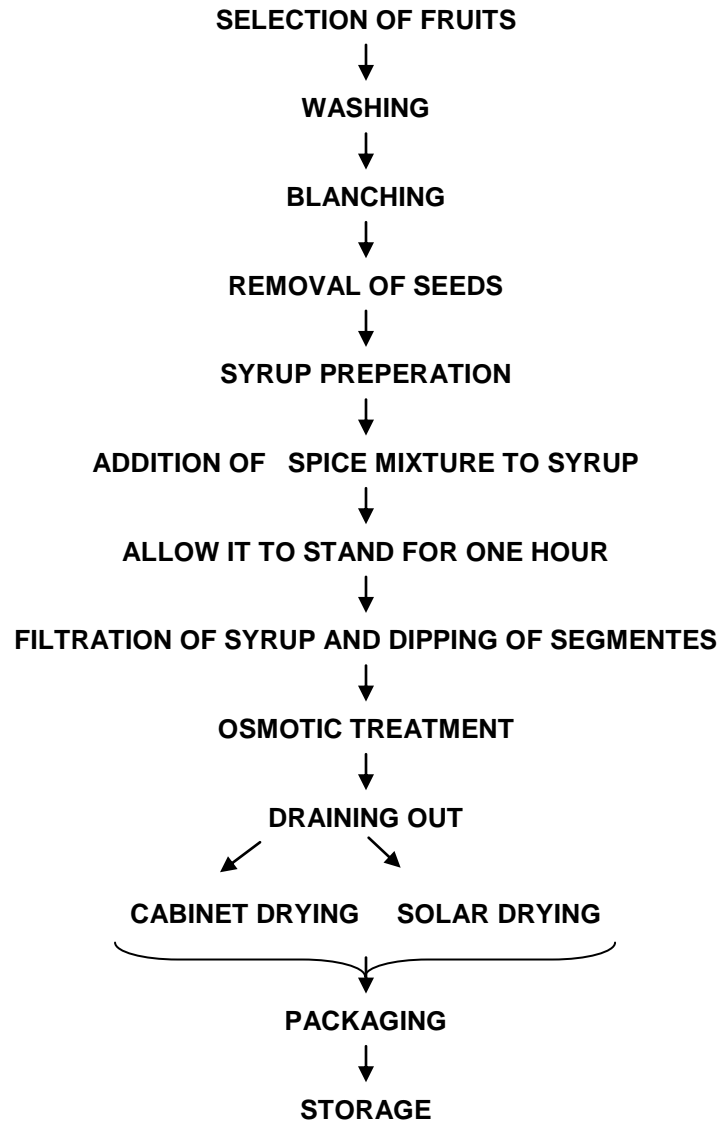 SELECTION OF FRUITS
WASHING
BLANCHING
REMOVAL OF SEEDS
SYRUP PREPERATION
ADDITION OF SPICE MIXTURE TO SYRUP
ALLOW IT TO STAND FOR ONE HOUR
FILTRATION OF SYRUP AND DIPPING OF SEGMENTES
OSMOTIC TREATMENT
DRAINING OUT
CABINET DRYING SOLAR DRYING
PACKAGING
STORAGE